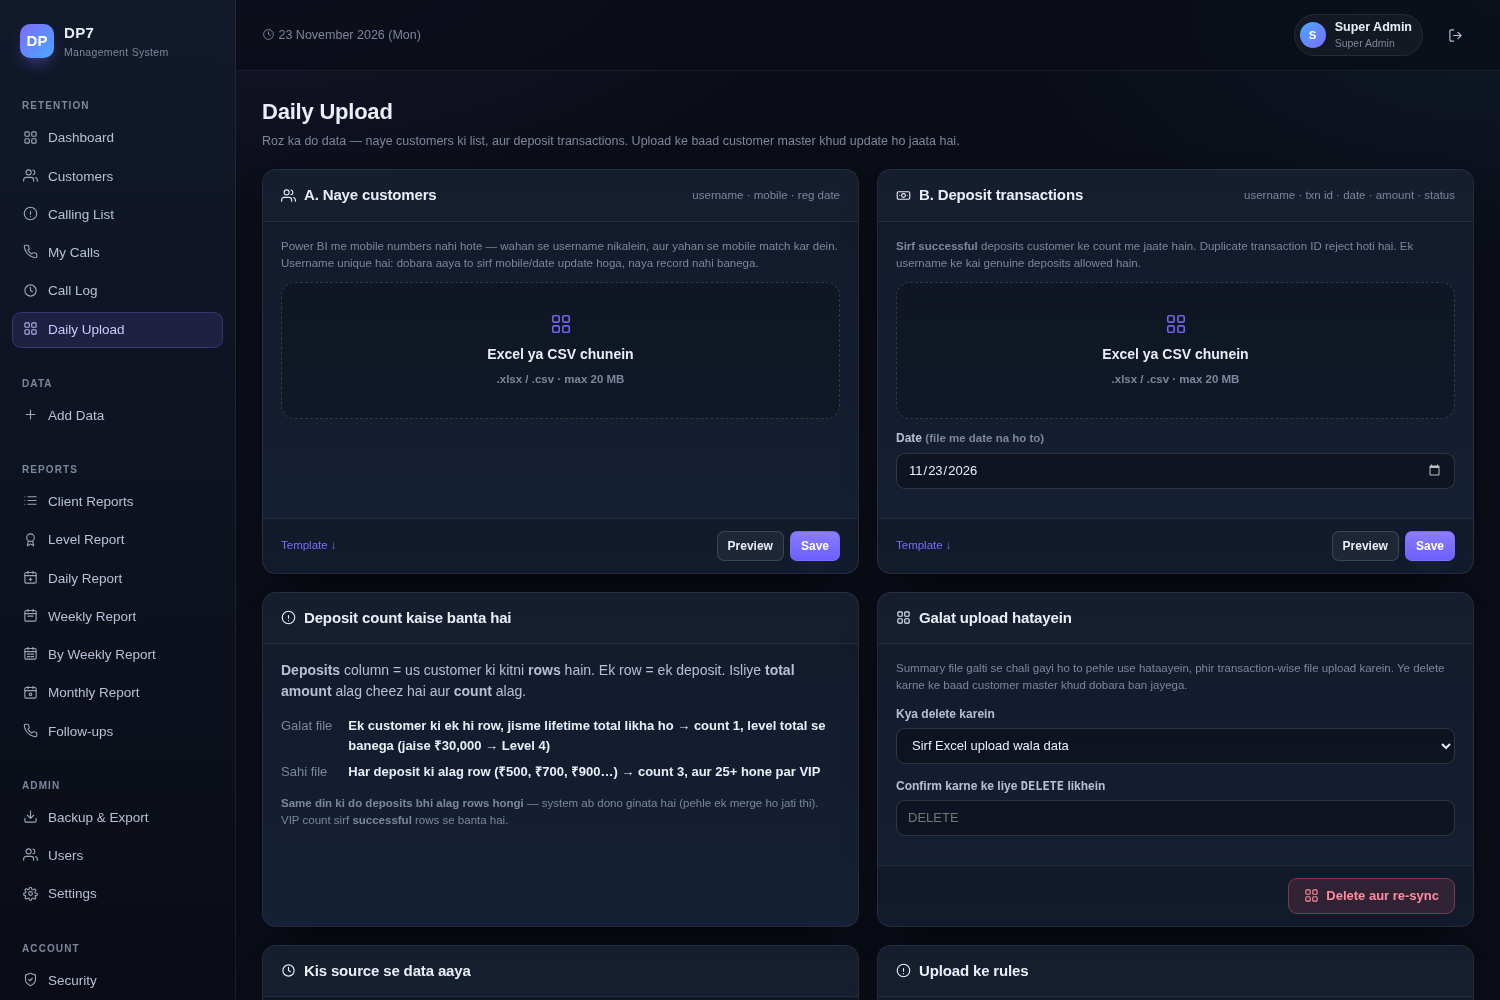 DP
DP7
Management System
RETENTION
Dashboard
Customers
Calling List
My Calls
Call Log
Daily Upload
DATA
Add Data
REPORTS
Client Reports
Level Report
Daily Report
Weekly Report
By Weekly Report
Monthly Report
Follow-ups
ADMIN
Backup & Export
Users
Settings
ACCOUNT
Security
23 November 2026 (Mon)
S
Super Admin
Super Admin
Daily Upload
Roz ka do data — naye customers ki list, aur deposit transactions. Upload ke baad customer master khud update ho jaata hai.
A. Naye customers
username · mobile · reg date
Power BI me mobile numbers nahi hote — wahan se username nikalein, aur yahan se mobile match kar dein.
Username unique hai: dobara aaya to sirf mobile/date update hoga, naya record nahi banega.
Excel ya CSV chunein
.xlsx / .csv · max 20 MB
Template ↓
Preview
Save
B. Deposit transactions
username · txn id · date · amount · status
Sirf successful deposits customer ke count me jaate hain. Duplicate transaction ID reject hoti hai. Ek
username ke kai genuine deposits allowed hain.
Excel ya CSV chunein
.xlsx / .csv · max 20 MB
Date (file me date na ho to)
11/23/2026
Template ↓
Preview
Save
Deposit count kaise banta hai
Deposits column = us customer ki kitni rows hain. Ek row = ek deposit. Isliye total
amount alag cheez hai aur count alag.
Galat file
Ek customer ki ek hi row, jisme lifetime total likha ho → count 1, level total se
banega (jaise ₹30,000 → Level 4)
Sahi file
Har deposit ki alag row (₹500, ₹700, ₹900…) → count 3, aur 25+ hone par VIP
Same din ki do deposits bhi alag rows hongi — system ab dono ginata hai (pehle ek merge ho jati thi).
VIP count sirf successful rows se banta hai.
Galat upload hatayein
Summary file galti se chali gayi ho to pehle use hataayein, phir transaction-wise file upload karein. Ye delete
karne ke baad customer master khud dobara ban jayega.
Kya delete karein
Sirf Excel upload wala data
Confirm karne ke liye DELETE likhein
DELETE
Delete aur re-sync
Kis source se data aaya
Upload ke rules